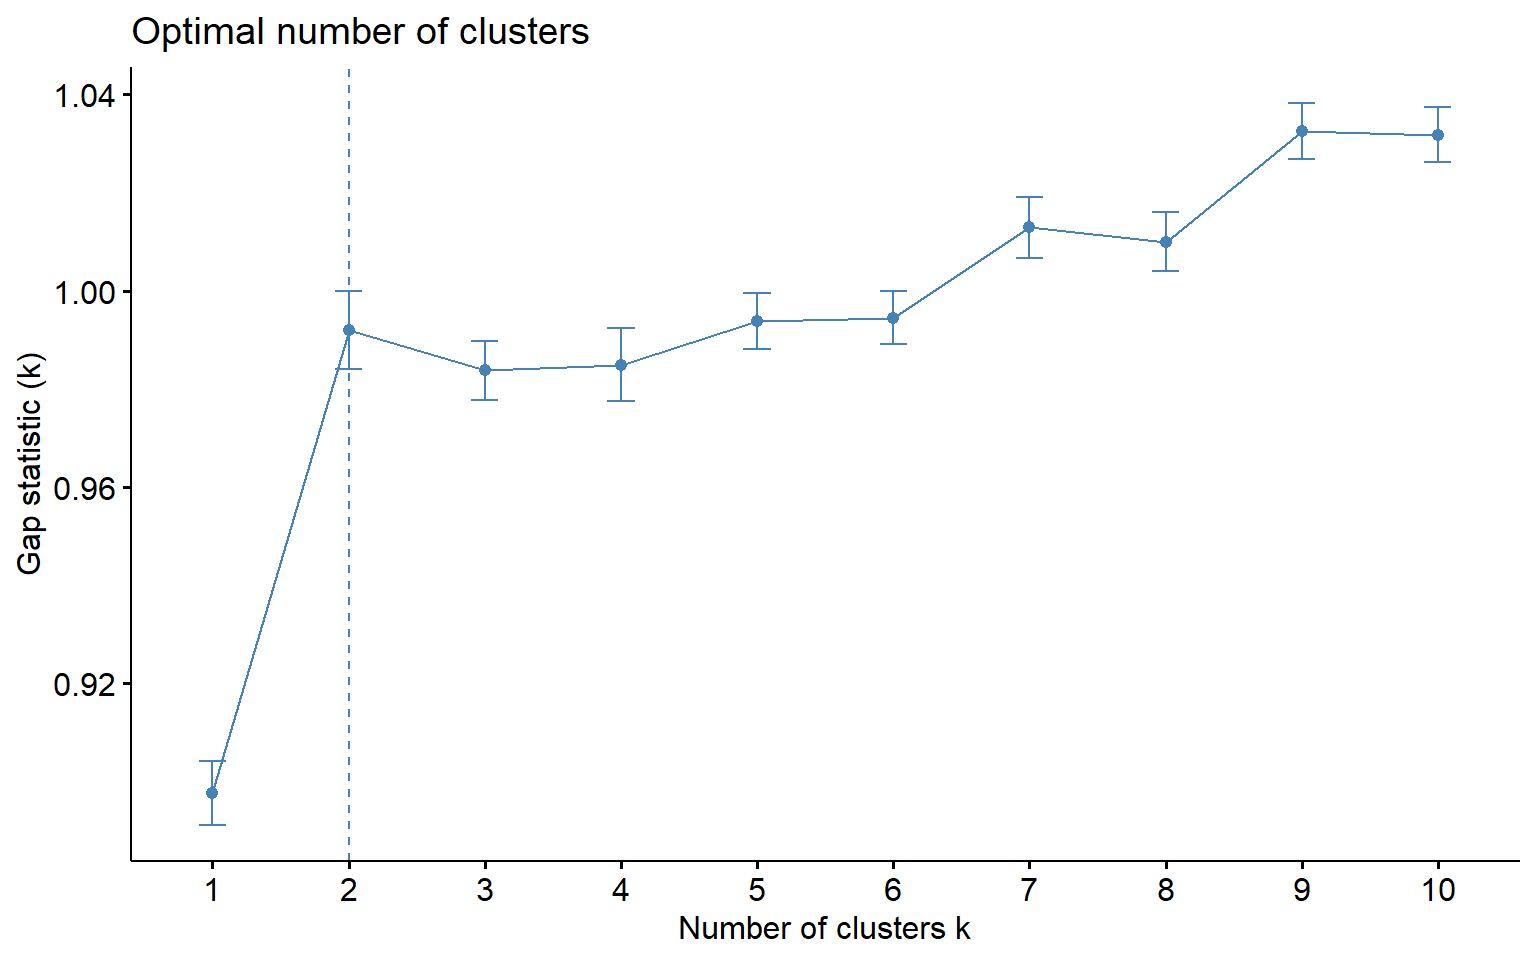 Optimal number of clusters
1.04
1.00
0.96
0.92
Gap statistic (k)
1 2 3 4 5 6 7 8 9 10
Number of clusters k